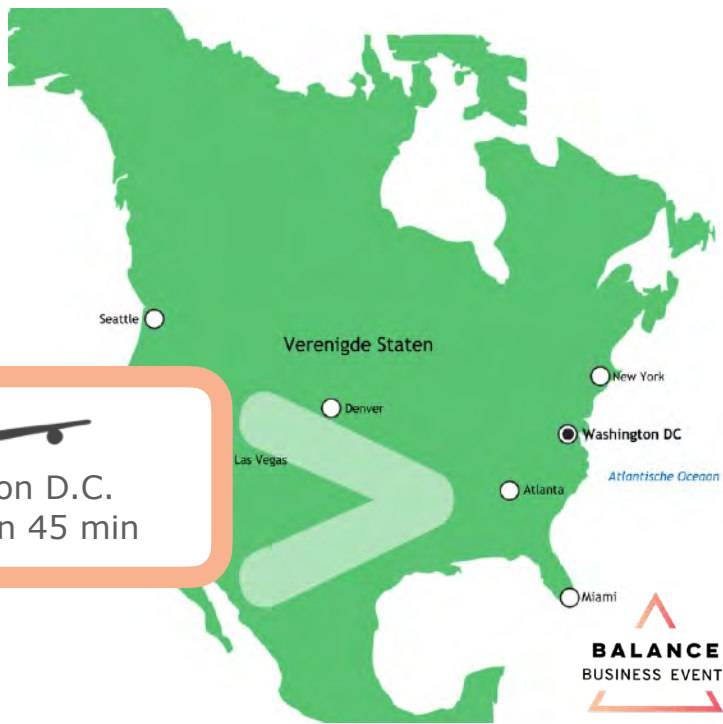 Seattle
Verenigde Staten
New York
Denver
Washington DC
Las Vegas
Atlantische Oceaan
on D.C.
Atlanta
n 45 min
Miami
BALANCE
BUSINESS EVENT